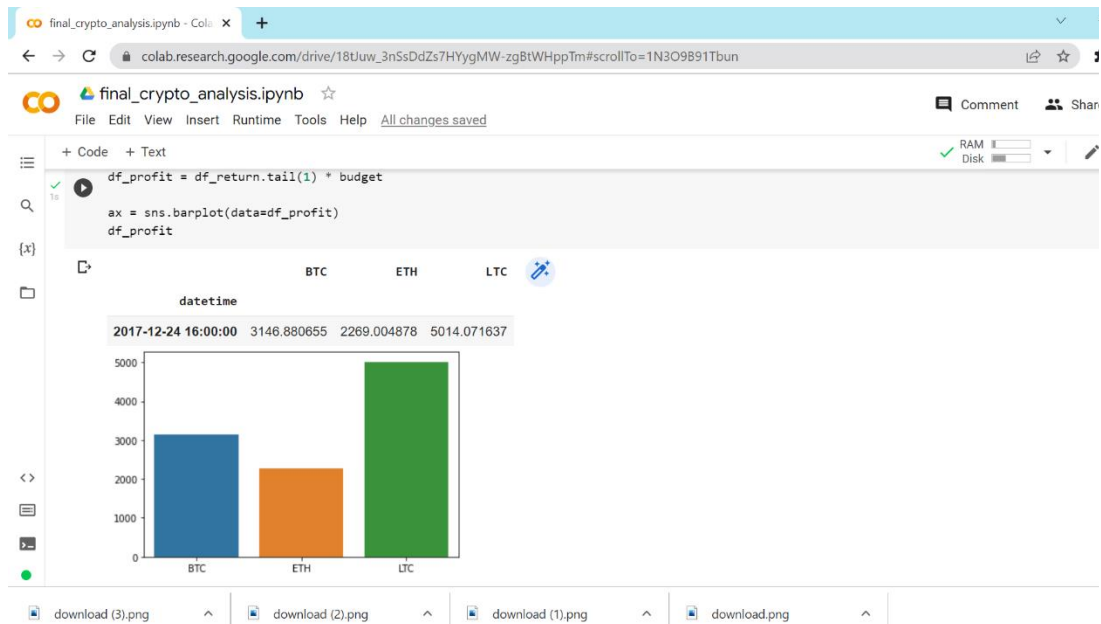 final_crypto_analysis.ipynb - Cola
colab.research.google.com/drive/18tJuw_3nSsDdZs7HYygMW-zgBtWHppTm#scrollTo=1N3O9B91Tbun
final_crypto_analysis.ipynb
Comment
Share
File Edit View Insert Runtime Tools Help All changes saved
+ Code + Text
RAM
Disk
1s
df_profit = df_return.tail(1) * budget
ax = sns.barplot(data=df_profit)
df_profit
{x}
BTC ETH LTC
datetime
2017-12-24 16:00:00 3146.880655 2269.004878 5014.071637
5000
4000
3000
2000
1000
0
BTC ETH LTC
download (3).png download (2).png download (1).png download.png